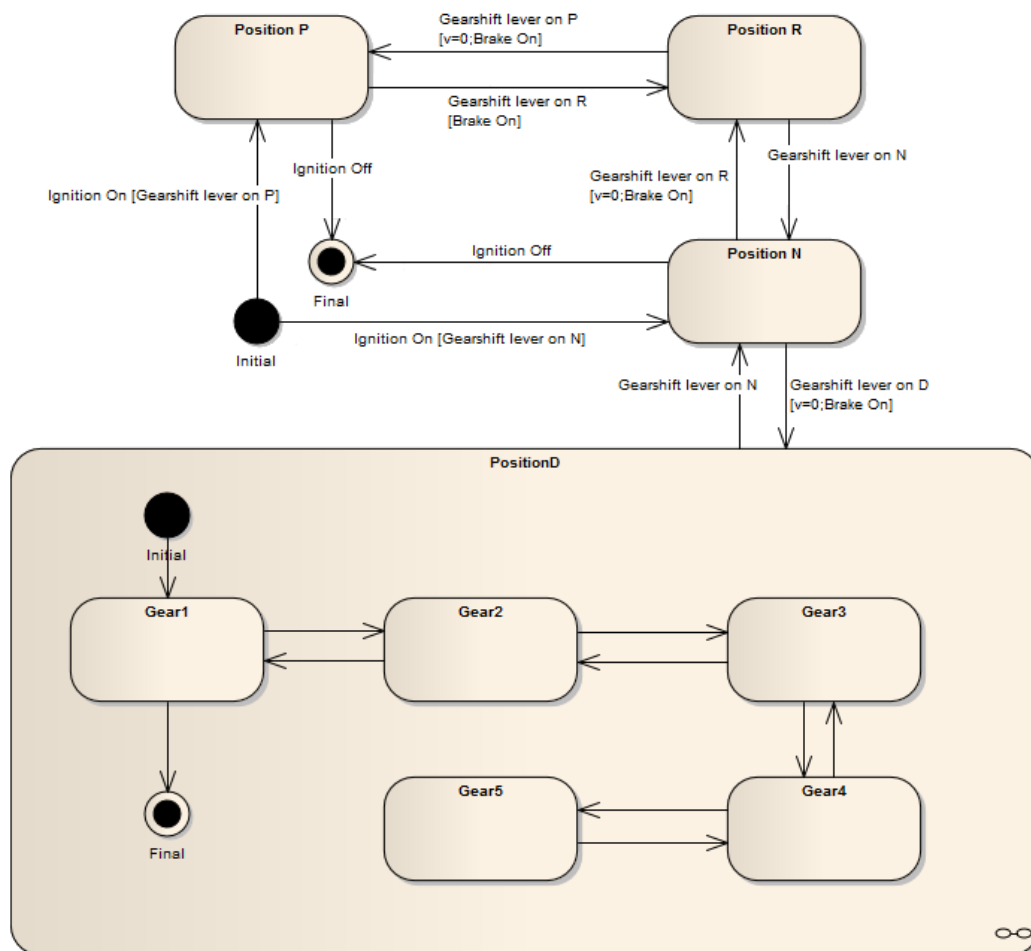 Position P
Gearshift lever on P
[v=0;Brake On]
Position R
Gearshift lever on R
[Brake On]
Ignition Off
Gearshift lever on N
Gearshift lever on R
[v=0;Brake On]
Ignition On [Gearshift lever on P]
Ignition Off
Position N
Final
Ignition On [Gearshift lever on N]
Initial
Gearshift lever on N
Gearshift lever on D
[v=0;Brake On]
PositionD
Initial
Gear1
Gear2
Gear3
Gear5
Gear4
Final